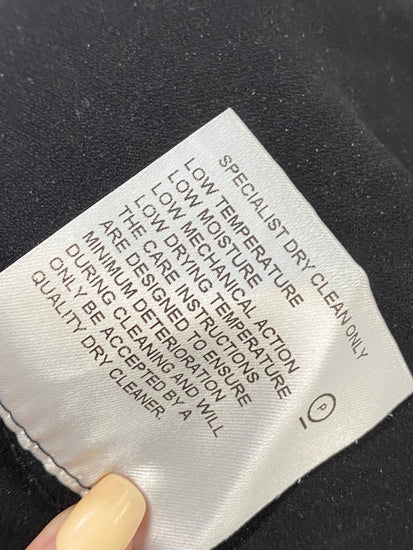 SPECIALIST DRY CLEAN ONLY
LOW TEMPERATURE
LOW MOISTURE
LOW MECHANICAL ACTION
LOW DRYING TEMPERATURE
THE CARE INSTRUCTIONS
ARE DESIGNED TO ENSURE
MINIMUM DETERIORATION
DURING CLEANING AND WILL
ONLY BE ACCEPTED BY A
QUALITY DRY CLEANER.
P